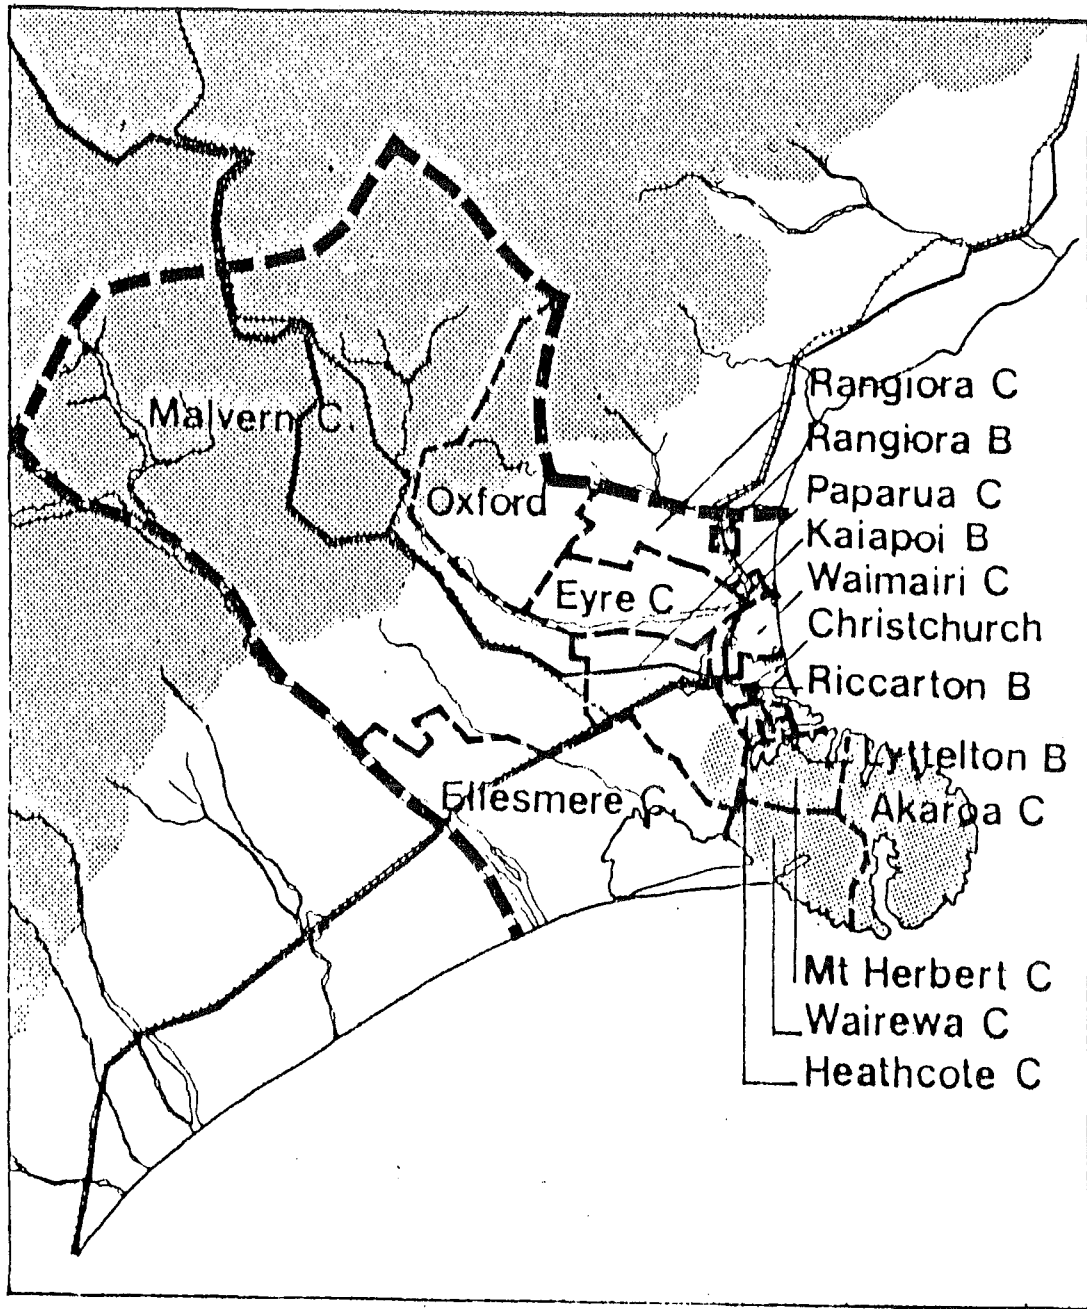 Rangiora C
Malvern C.
Rangiora B
Oxford
Paparua C
Kaiapoi B
Eyre C
Waimairi C
Christchurch
Riccarton B
Lyttelton B
Ellesmere C
Akaroa C
Mt Herbert C
Wairewa C
Heathcote C